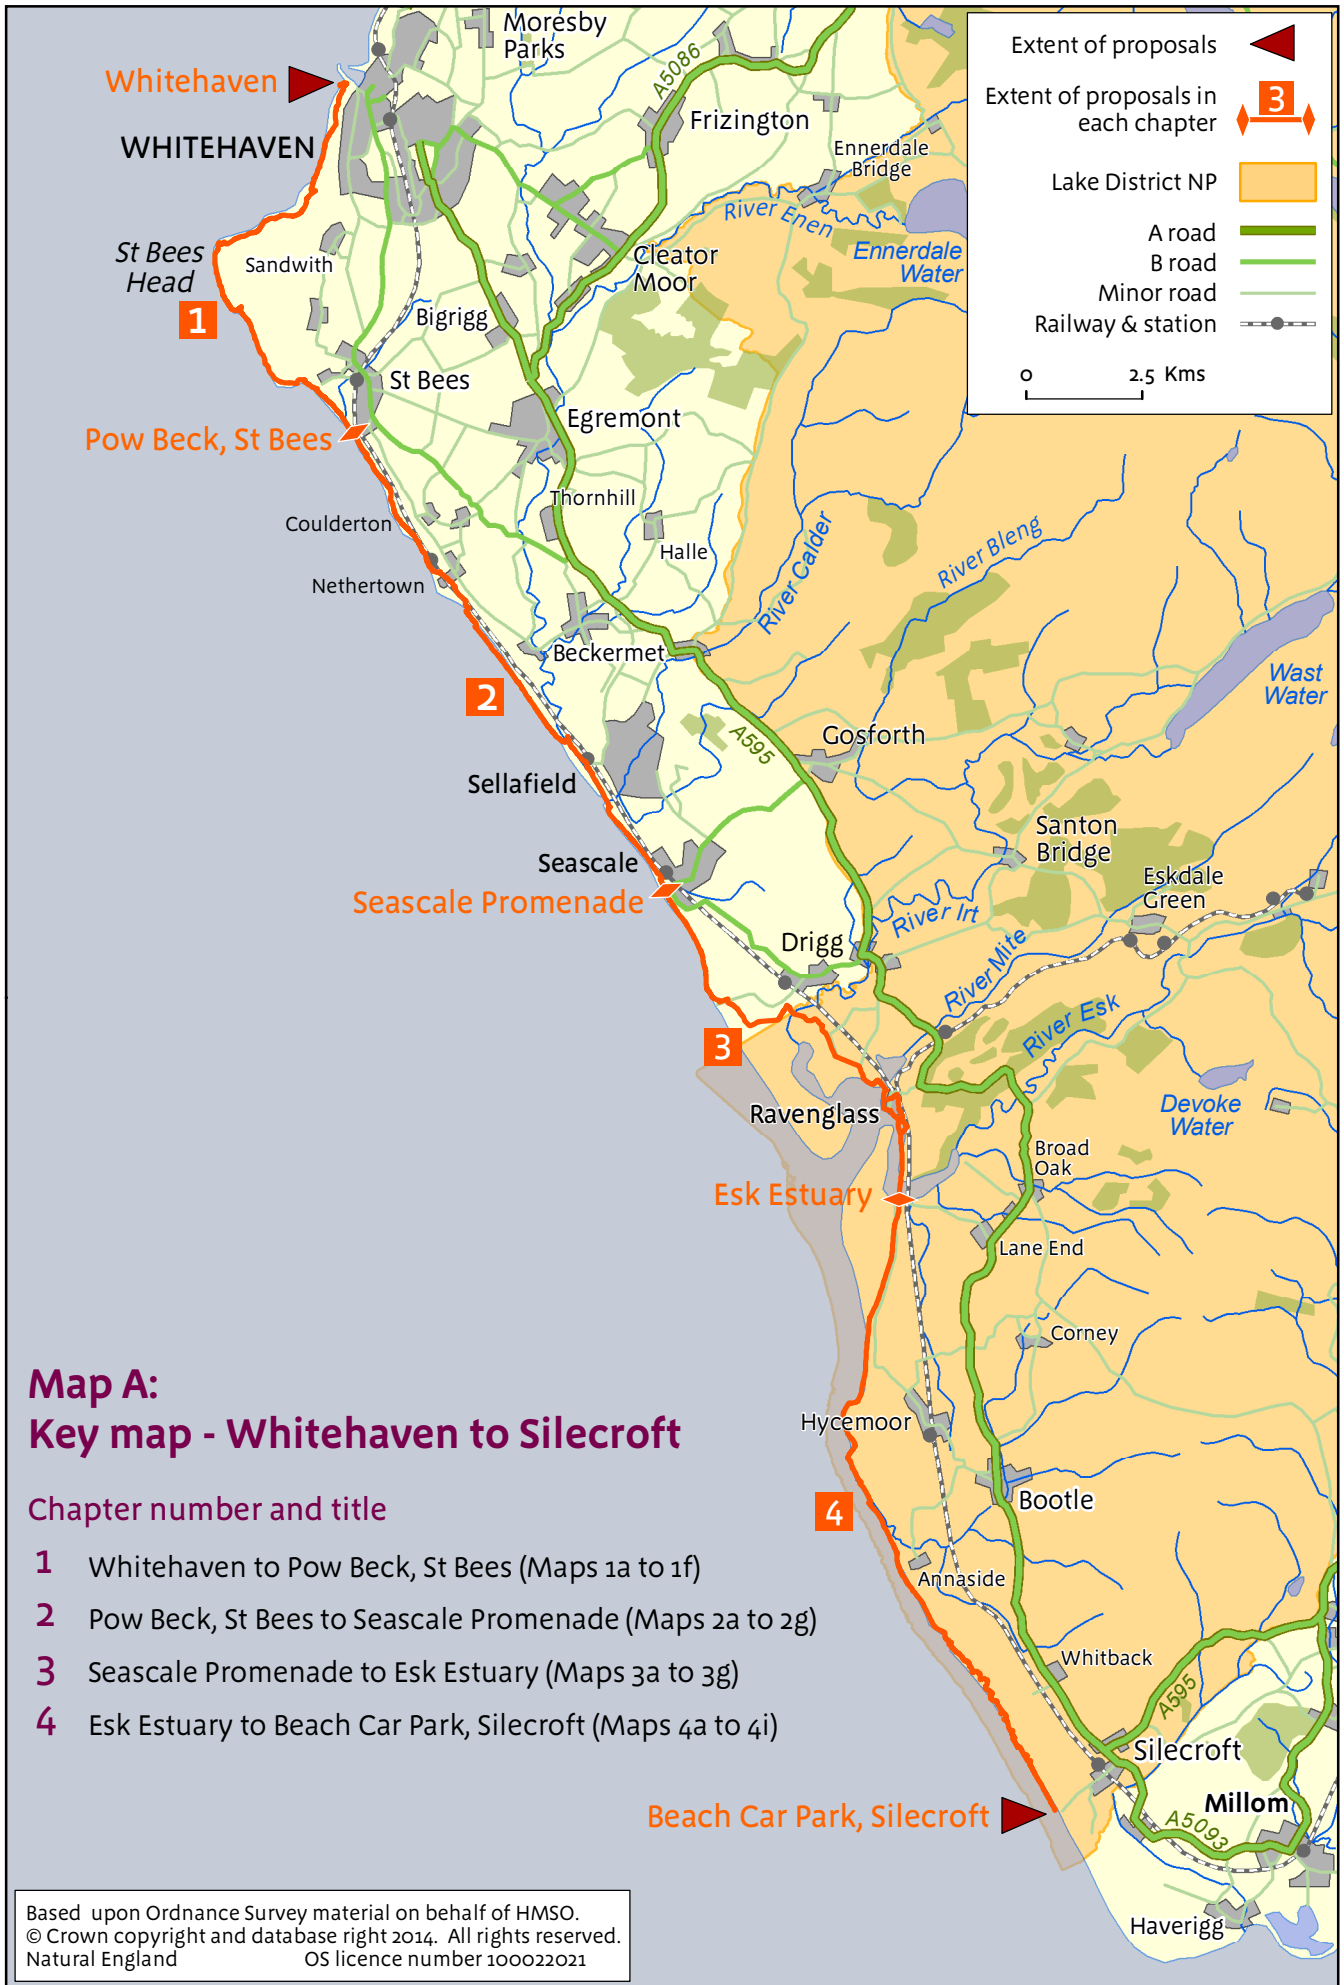 Moresby
Parks
Whitehaven
WHITEHAVEN
A5086
Frizington
Ennerdale
Bridge
River Enen
Ennerdale
Water
St Bees
Head
Sandwith
Cleator
Moor
1
Bigrigg
St Bees
Egremont
Pow Beck, St Bees
Thornhill
Coulderton
Halle
Nethertown
River Calder
River Bleng
Beckermet
Wast
Water
2
A595
Gosforth
Sellafield
Santon
Bridge
Seascale
Eskdale
Green
Seascale Promenade
River Irt
Drigg
River Mite
River Esk
3
Ravenglass
Devoke
Water
Broad
Oak
Esk Estuary
Lane End
Corney
Hycemoor
Bootle
4
Annaside
Whitback
A595
Silecroft
Millom
Beach Car Park, Silecroft
A5093
Haverigg
Extent of proposals
Extent of proposals in
each chapter
3
Lake District NP
A road
B road
Minor road
Railway & station
0 2.5 Kms
Map A:
Key map - Whitehaven to Silecroft
Chapter number and title
1 Whitehaven to Pow Beck, St Bees (Maps 1a to 1f)
2 Pow Beck, St Bees to Seascale Promenade (Maps 2a to 2g)
3 Seascale Promenade to Esk Estuary (Maps 3a to 3g)
4 Esk Estuary to Beach Car Park, Silecroft (Maps 4a to 4i)
Based upon Ordnance Survey material on behalf of HMSO.
© Crown copyright and database right 2014. All rights reserved.
Natural England OS licence number 100022021